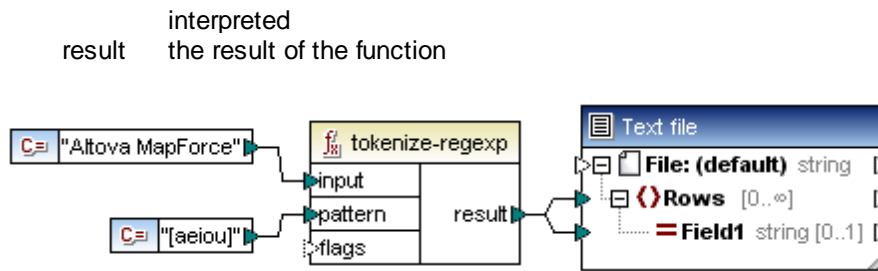 interpreted
result the result of the function
C= "Altova MapForce"
fx tokenize-regexp
input
pattern
flags
result
C= "[aeiou]"
Text file
File: (default) string [
{}Rows [0..∞] [
=Field1 string [0..1] [